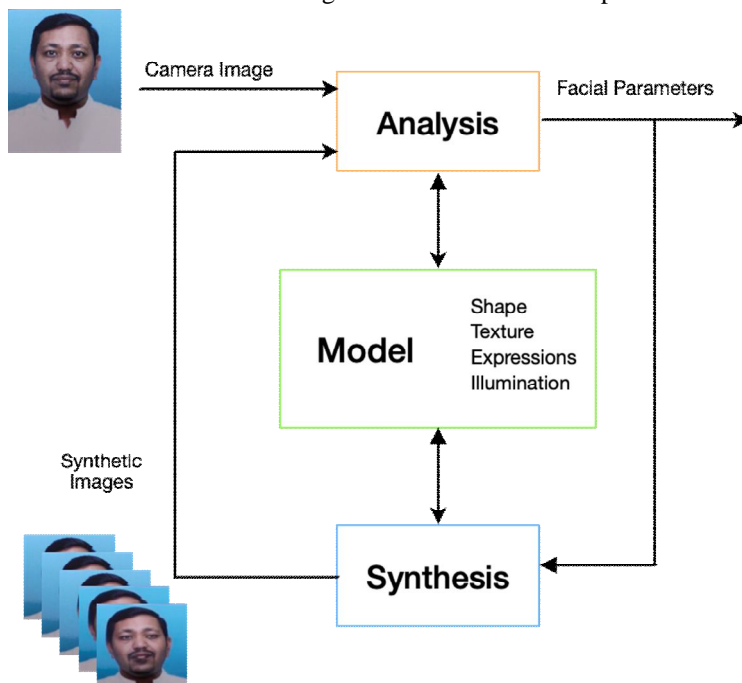 Camera Image
Facial Parameters
Analysis
Model
Shape
Texture
Expressions
Illumination
Synthetic
Images
Synthesis